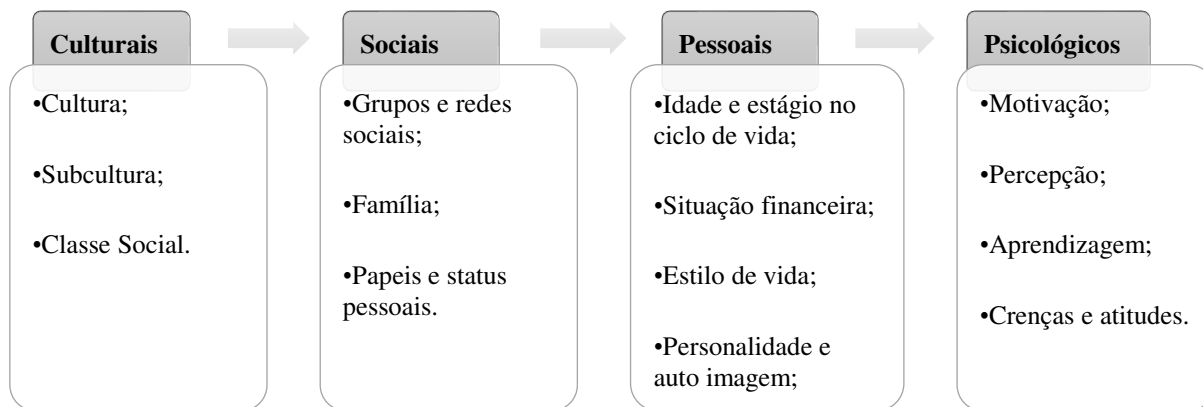 Culturais
•Cultura;
•Subcultura;
•Classe Social.
Sociais
•Grupos e redes
sociais;
•Família;
•Papeis e status
pessoais.
Pessoais
•Idade e estágio no
ciclo de vida;
•Situação financeira;
•Estilo de vida;
•Personalidade e
auto imagem;
Psicológicos
•Motivação;
•Percepção;
•Aprendizagem;
•Crenças e atitudes.